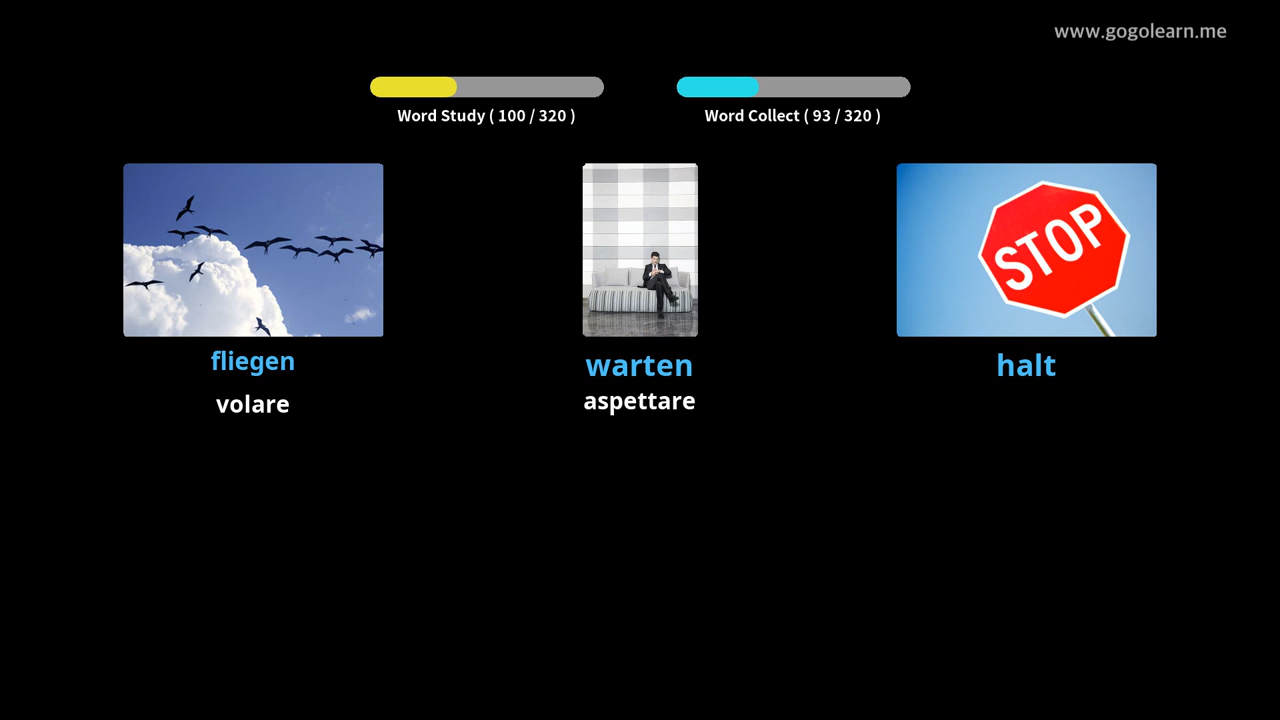 www.gogolearn.me
Word Study ( 100 / 320 )
Word Collect ( 93 / 320 )
STOP
fliegen
warten
halt
volare
aspettare